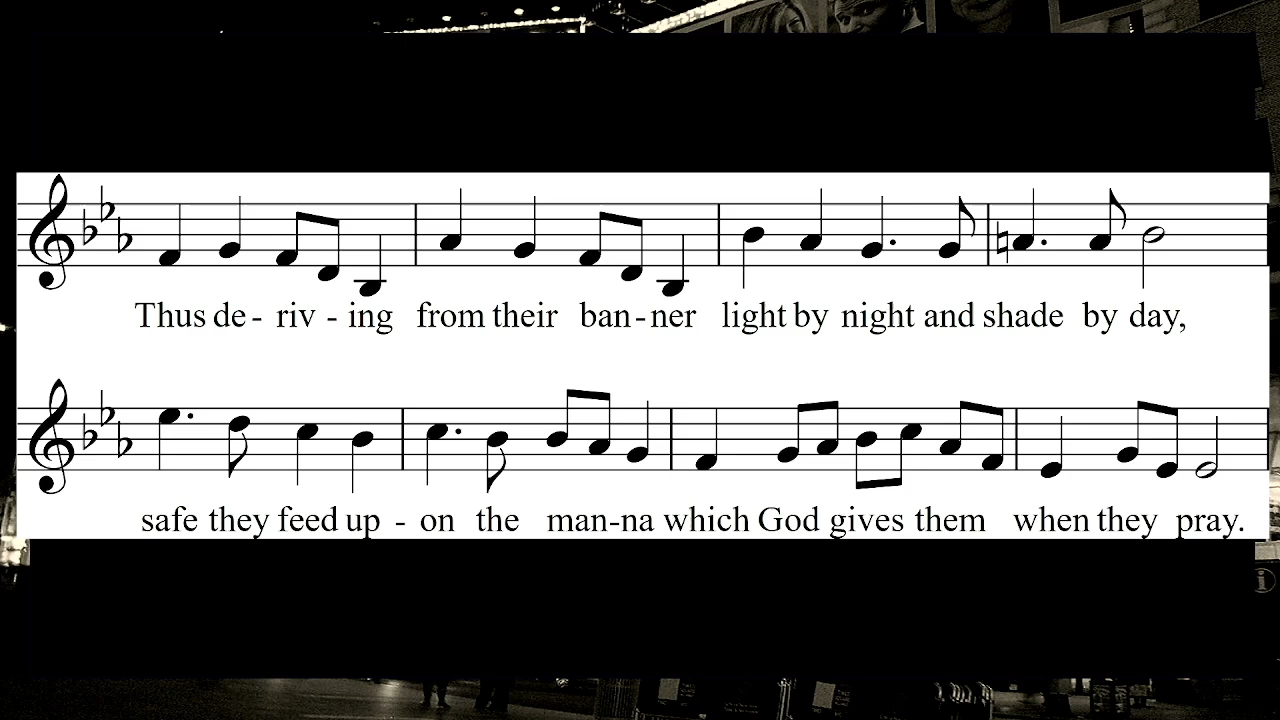 Thus de - riv - ing from their ban - ner light by night and shade by day,
safe they feed up - on the man - na which God gives them when they pray.